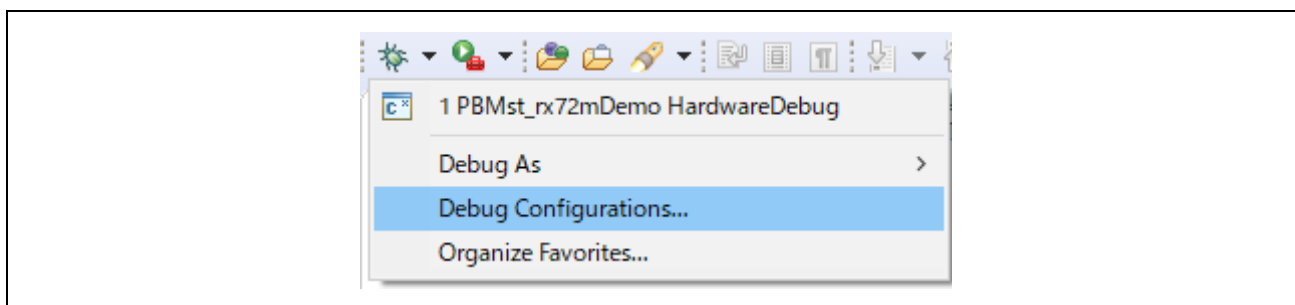 1 PBMst_rx72mDemo HardwareDebug
Debug As
Debug Configurations...
Organize Favorites...